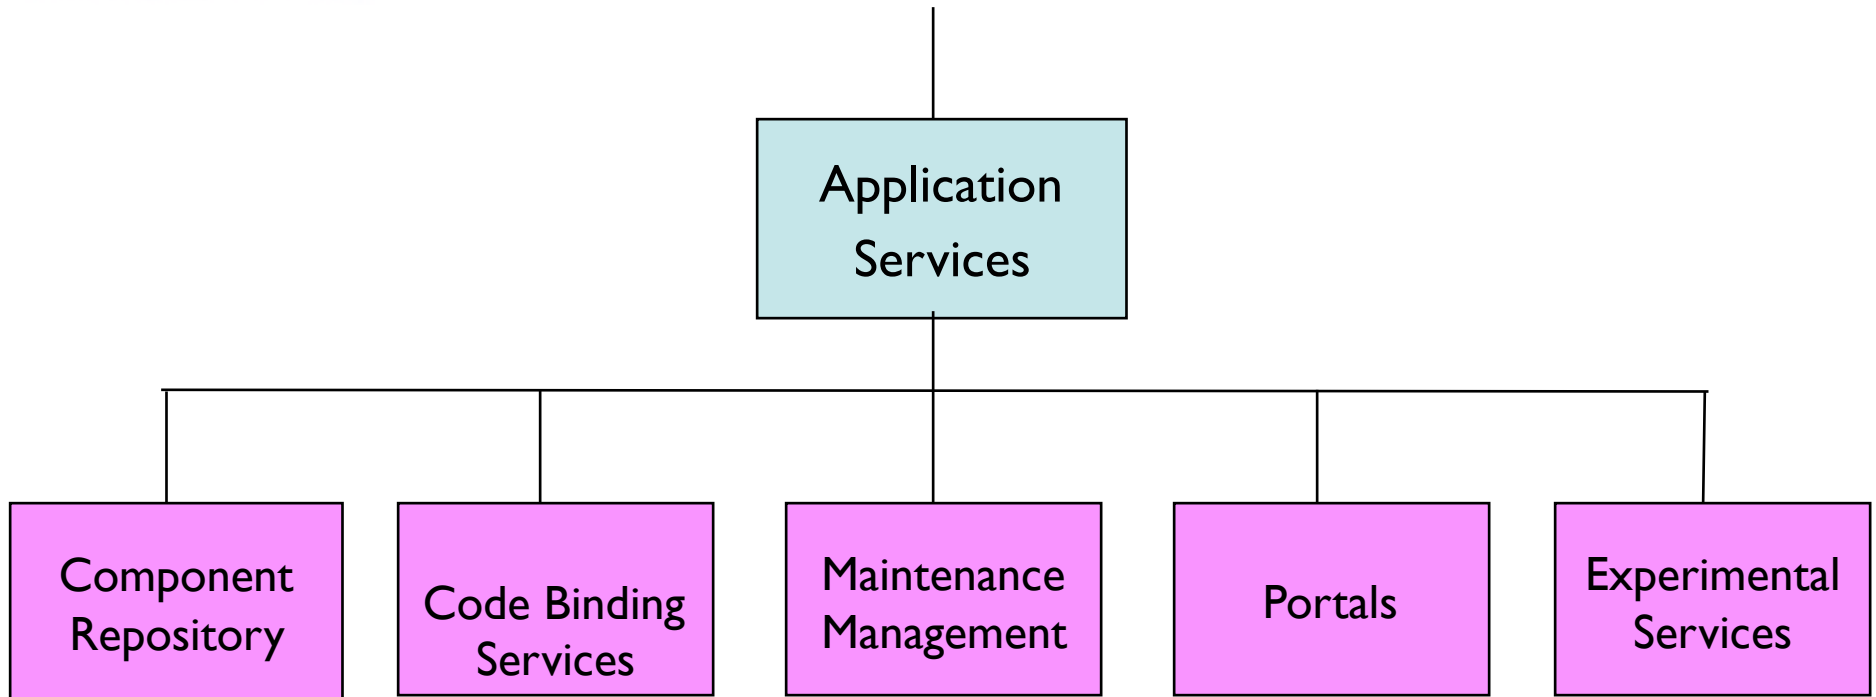 Application
Services
Component
Repository
Code Binding
Services
Maintenance
Management
Portals
Experimental
Services